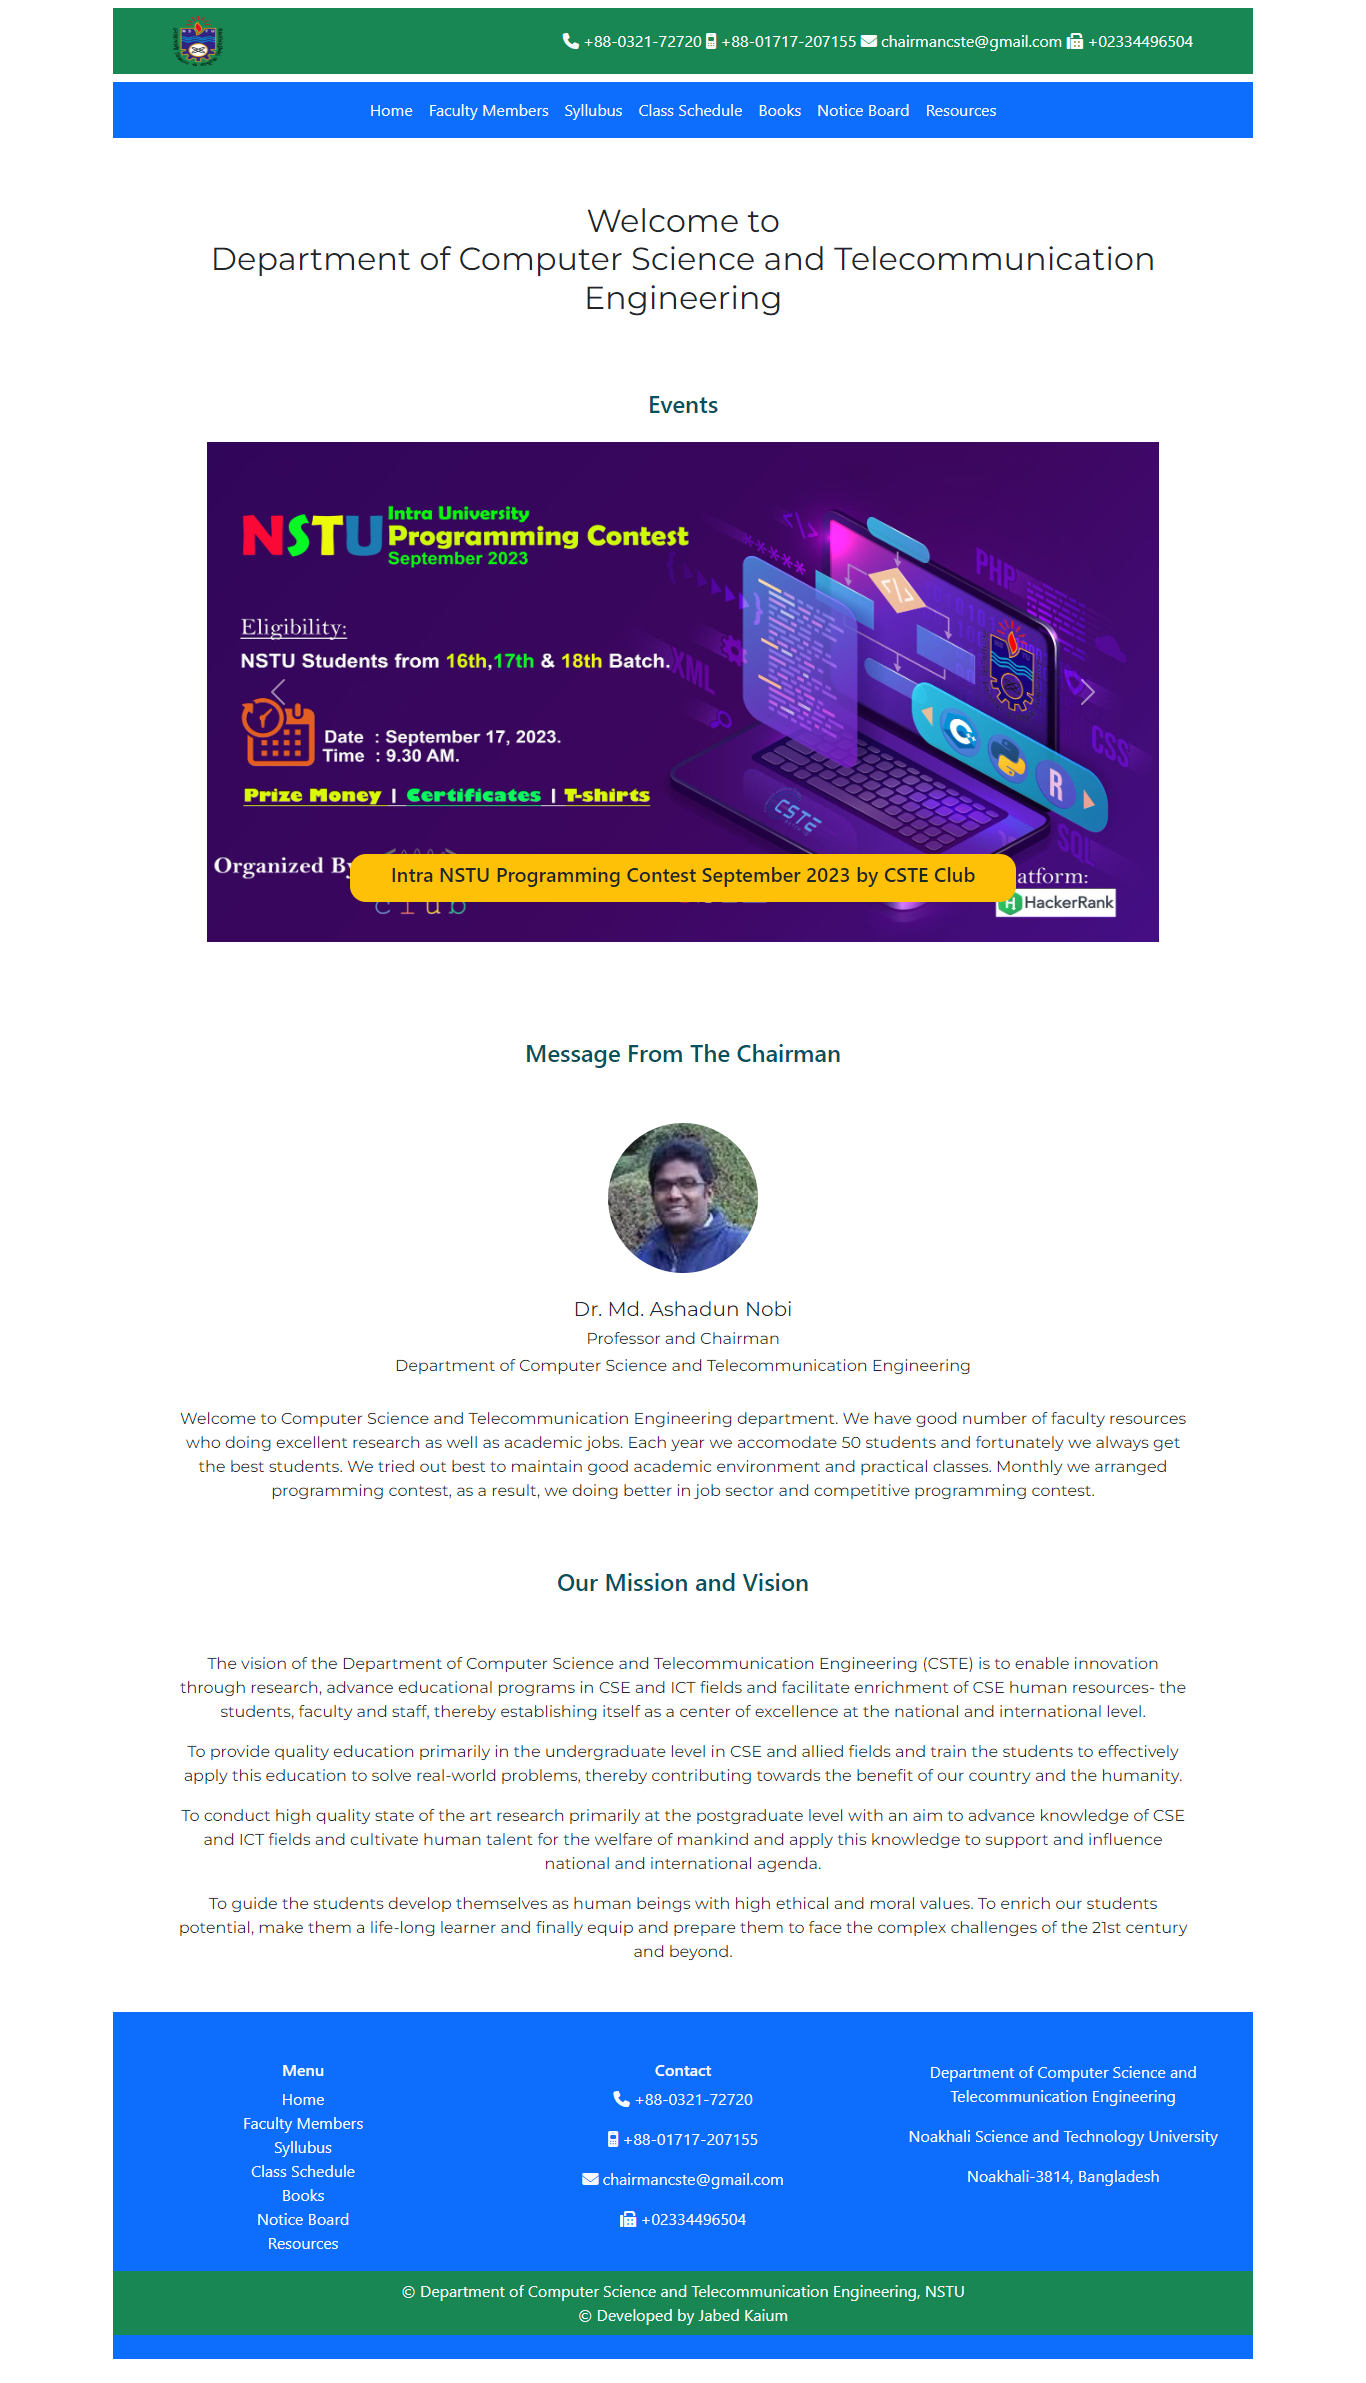 +88-0321-72720 +88-01717-207155 chairmancste@gmail.com +02334496504
Home Faculty Members Syllubus Class Schedule Books Notice Board Resources
Welcome to
Department of Computer Science and Telecommunication
Engineering
Events
NSTU
Intra University
Programming Contest
September 2023
Eligibility:
NSTU Students from 16th,17th & 18th Batch.
Date : September 17, 2023.
Time : 9.30 AM.
Prize Money | Certificates | T-shirts
PHP
XML
CSS
SQL
R
CSTE
Organized By
club
HackerRank
Intra NSTU Programming Contest September 2023 by CSTE Club
Message From The Chairman
Dr. Md. Ashadun Nobi
Professor and Chairman
Department of Computer Science and Telecommunication Engineering
Welcome to Computer Science and Telecommunication Engineering department. We have good number of faculty resources
who doing excellent research as well as academic jobs. Each year we accomodate 50 students and fortunately we always get
the best students. We tried out best to maintain good academic environment and practical classes. Monthly we arranged
programming contest, as a result, we doing better in job sector and competitive programming contest.
Our Mission and Vision
The vision of the Department of Computer Science and Telecommunication Engineering (CSTE) is to enable innovation
through research, advance educational programs in CSE and ICT fields and facilitate enrichment of CSE human resources- the
students, faculty and staff, thereby establishing itself as a center of excellence at the national and international level.
To provide quality education primarily in the undergraduate level in CSE and allied fields and train the students to effectively
apply this education to solve real-world problems, thereby contributing towards the benefit of our country and the humanity.
To conduct high quality state of the art research primarily at the postgraduate level with an aim to advance knowledge of CSE
and ICT fields and cultivate human talent for the welfare of mankind and apply this knowledge to support and influence
national and international agenda.
To guide the students develop themselves as human beings with high ethical and moral values. To enrich our students
potential, make them a life-long learner and finally equip and prepare them to face the complex challenges of the 21st century
and beyond.
Menu
Home
Faculty Members
Syllubus
Class Schedule
Books
Notice Board
Resources
Contact
+88-0321-72720
+88-01717-207155
chairmancste@gmail.com
+02334496504
Department of Computer Science and
Telecommunication Engineering
Noakhali Science and Technology University
Noakhali-3814, Bangladesh
© Department of Computer Science and Telecommunication Engineering, NSTU
© Developed by Jabed Kaium